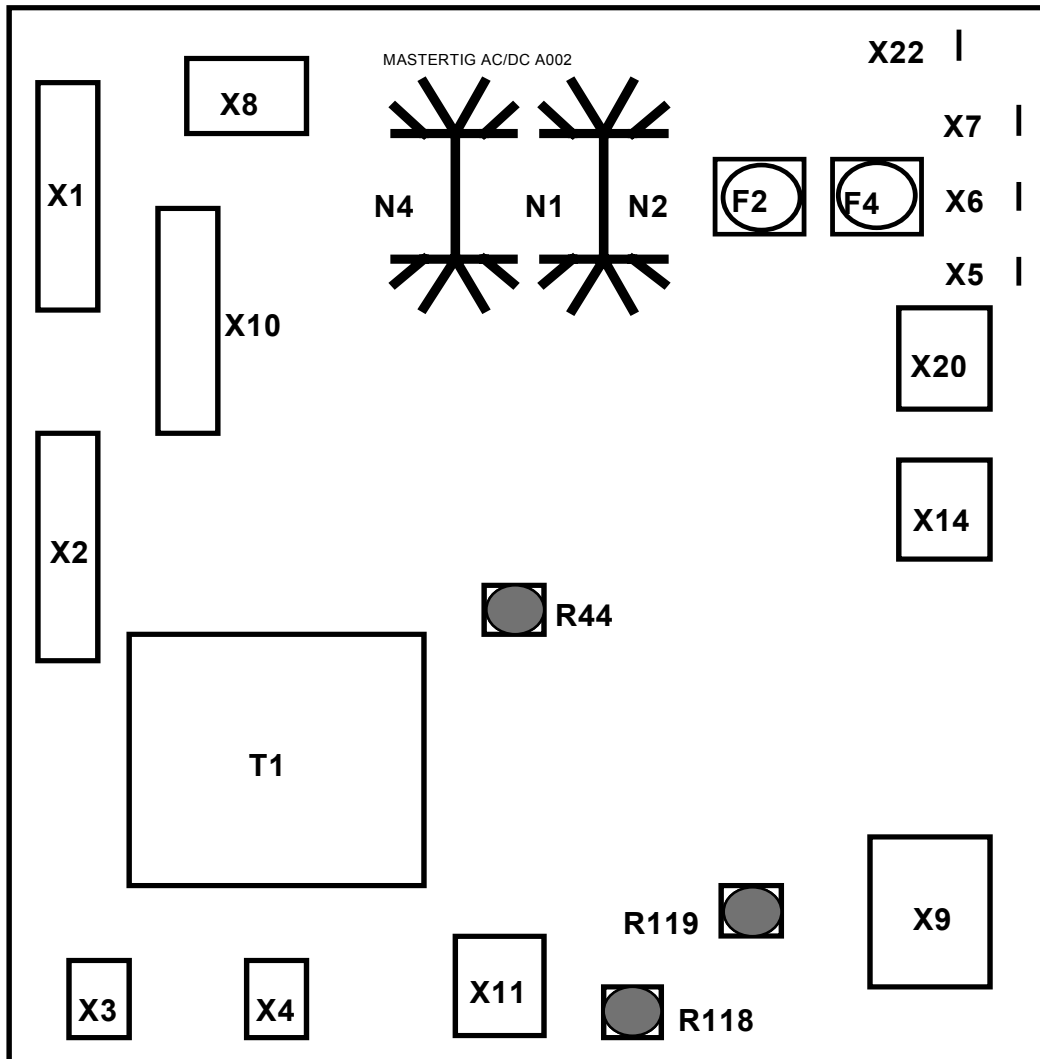 X22
MASTERTIG AC/DC A002
X8
X7
X1
N4
N1
N2
F2
F4
X6
X5
X10
X20
X14
X2
R44
T1
R119
X9
X11
X3
X4
R118